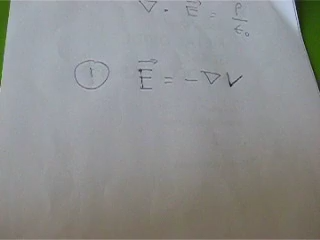 ∇ · E⃗ = ρ/ε₀
① E⃗ = -∇V